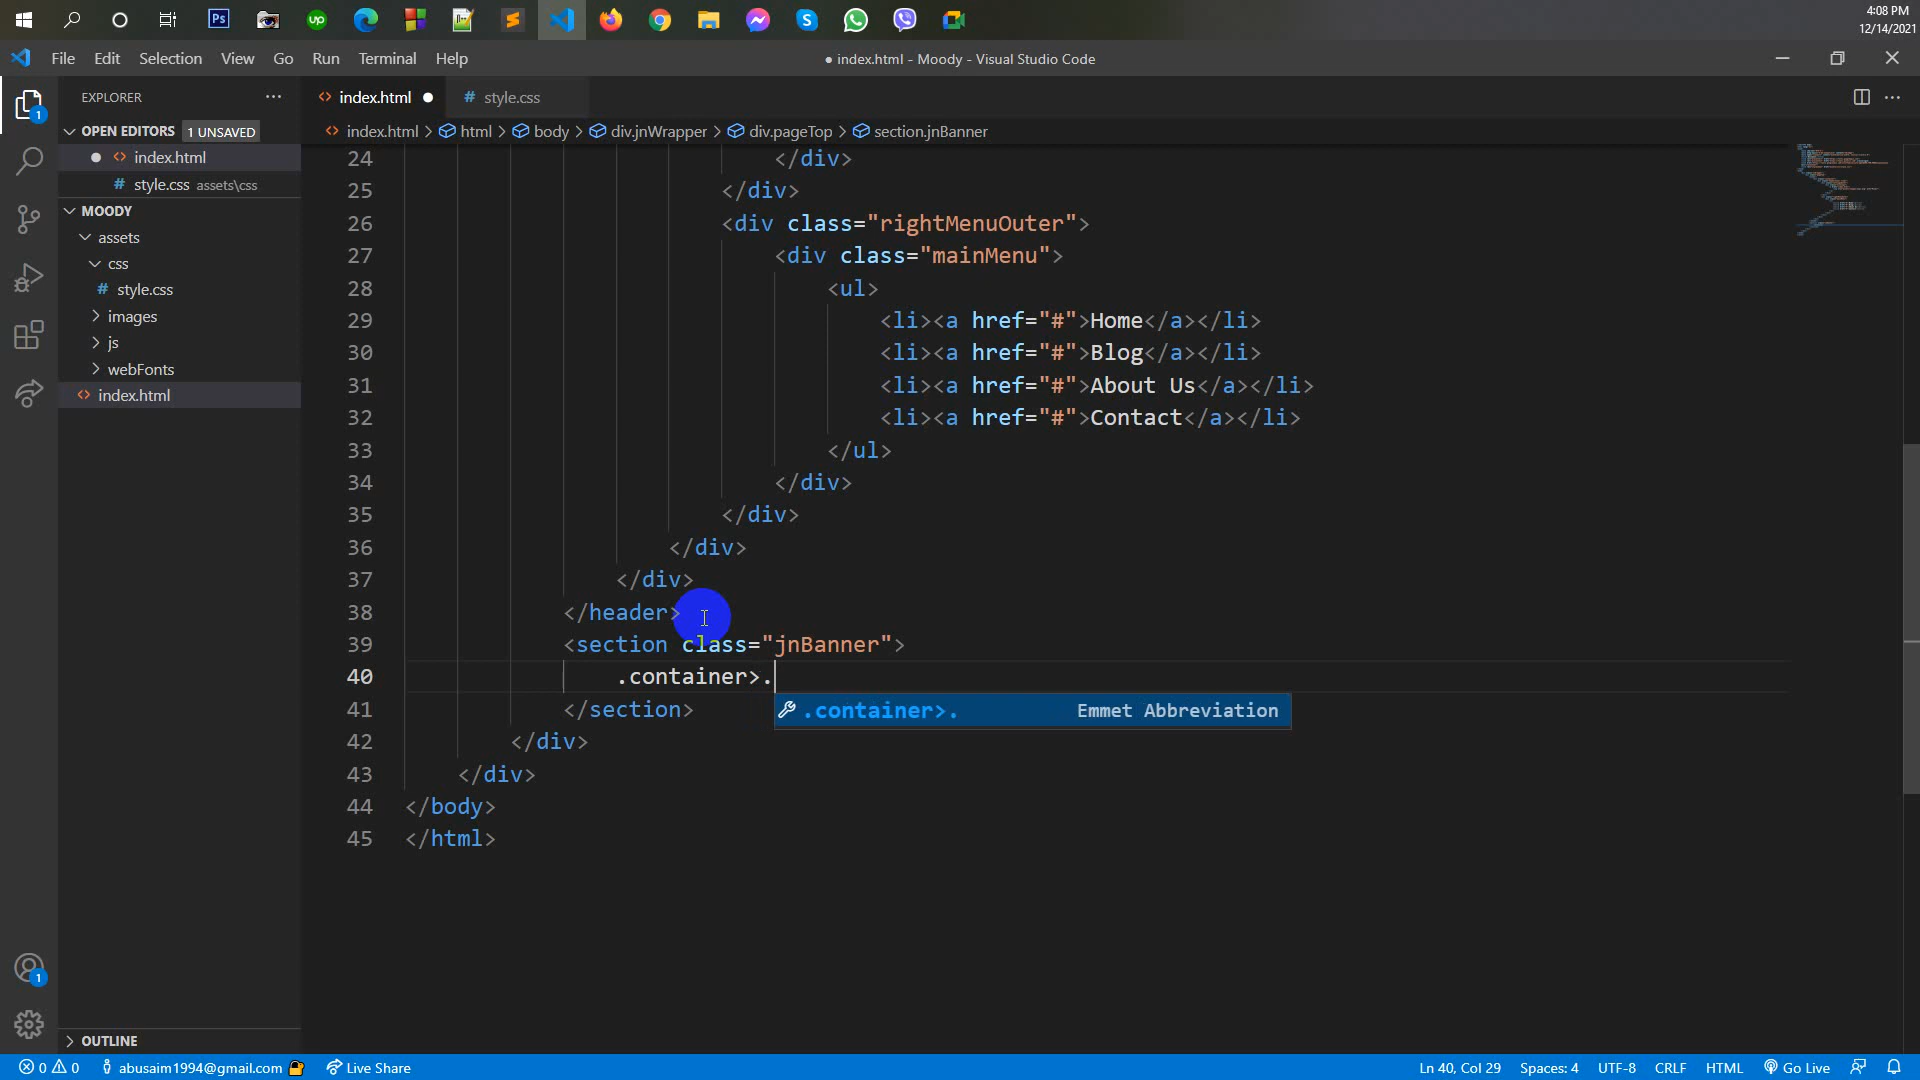 4:08 PM
12/14/2021
Ps
up
File Edit Selection View Go Run Terminal Help
● index.html - Moody - Visual Studio Code
EXPLORER
index.html
# style.css
OPEN EDITORS 1 UNSAVED
index.html > html > body > div.jnWrapper > div.pageTop > section.jnBanner
index.html
# style.css assets\css
MOODY
assets
css
# style.css
images
js
webFonts
index.html
24 </div>
25 </div>
26 <div class="rightMenuOuter">
27 <div class="mainMenu">
28 <ul>
29 <li><a href="#">Home</a></li>
30 <li><a href="#">Blog</a></li>
31 <li><a href="#">About Us</a></li>
32 <li><a href="#">Contact</a></li>
33 </ul>
34 </div>
35 </div>
36 </div>
37 </div>
38 </header>
39 <section class="jnBanner">
40 .container>.
41 </section>
.container>. Emmet Abbreviation
42 </div>
43 </div>
44 </body>
45 </html>
1
1
OUTLINE
0 0 abusaim1994@gmail.com Live Share
Ln 40, Col 29 Spaces: 4 UTF-8 CRLF HTML Go Live